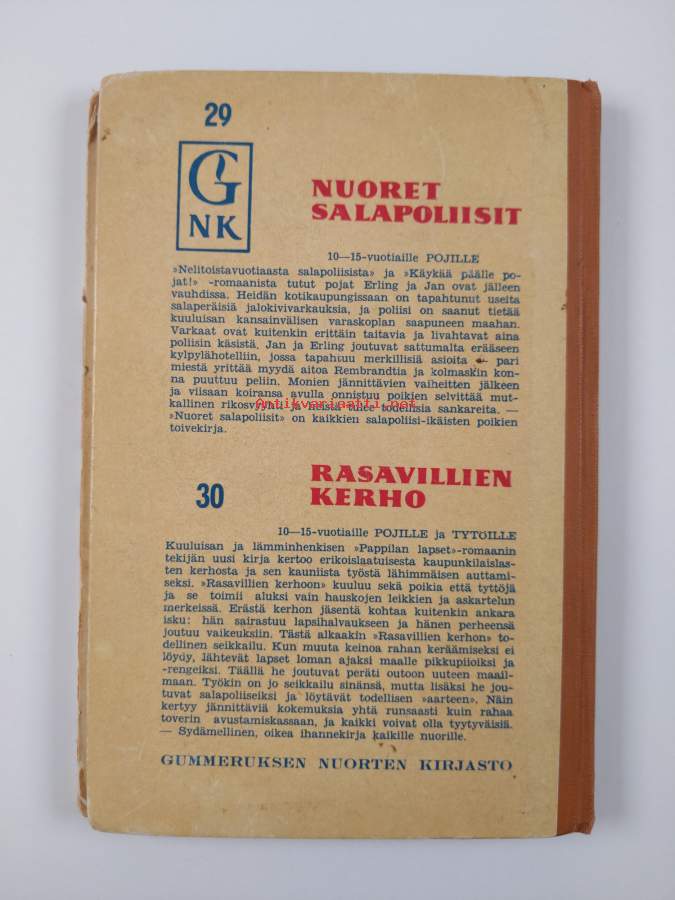 29
G
NK
NUORET
SALAPOLIISIT
10—15-vuotiaille POJILLE
»Nelitoistavuotiaasta salapoliisista» ja »Käykää päälle po-
jat!» -romaanista tutut pojat Erling ja Jan ovat jälleen
vauhdissa. Heidän kotikaupungissaan on tapahtunut useita
salaperäisiä jalokivivarkauksia, ja poliisi on saanut tietää
kuuluisan kansainvälisen varaskoplan saapuneen maahan.
Varkaat ovat kuitenkin erittäin taitavia ja livahtavat aina
poliisin käsistä. Jan ja Erling joutuvat sattumalta erääseen
kylpylähotelliin, jossa tapahtuu merkillisiä asioita — pari
miestä yrittää myydä aitoa Rembrandtia ja kolmaskin kon-
na puuttuu peliin. Monien jännittävien vaiheitten jälkeen
ja viisaan koiransa avulla onnistuu poikien selvittää mut-
kallinen rikosvyyhti ja heistä tulee todellisia sankareita. —
Antikvariaatti.net
»Nuoret salapoliisit» on kaikkien salapoliisi-ikäisten poikien
toivekirja.
30
RASAVILLIEN
KERHO
10—15-vuotiaille POJILLE ja TYTÖILLE
Kuuluisan ja lämminhenkisen »Pappilan lapset»-romaanin
tekijän uusi kirja kertoo erikoislaatuisesta kaupunkilaislas-
ten kerhosta ja sen kauniista työstä lähimmäisen auttami-
seksi. »Rasavillien kerhoon» kuuluu sekä poikia että tyttöjä
ja se toimii aluksi vain hauskojen leikkien ja askartelun
merkeissä. Erästä kerhon jäsentä kohtaa kuitenkin ankara
isku: hän sairastuu lapsihalvaukseen ja hänen perheensä
joutuu vaikeuksiin. Tästä alkaakin »Rasavillien kerhon» to-
dellinen seikkailu. Kun muuta keinoa rahan keräämiseksi ei
löydy, lähtevät lapset loman ajaksi maalle pikkupiioiksi ja
-rengeiksi. Täällä he joutuvat peräti outoon uuteen maail-
maan. Työkin on jo seikkailu sinänsä, mutta lisäksi he jou-
tuvat salapoliiseiksi ja löytävät todellisen »aarteen». Näin
kertyy jännittäviä kokemuksia yhtä runsaasti kuin rahaa
toverin avustamiskassaan, ja kaikki voivat olla tyytyväisiä.
— Sydämellinen, oikea ihannekirja kaikille nuorille.
GUMMERUKSEN NUORTEN KIRJASTO